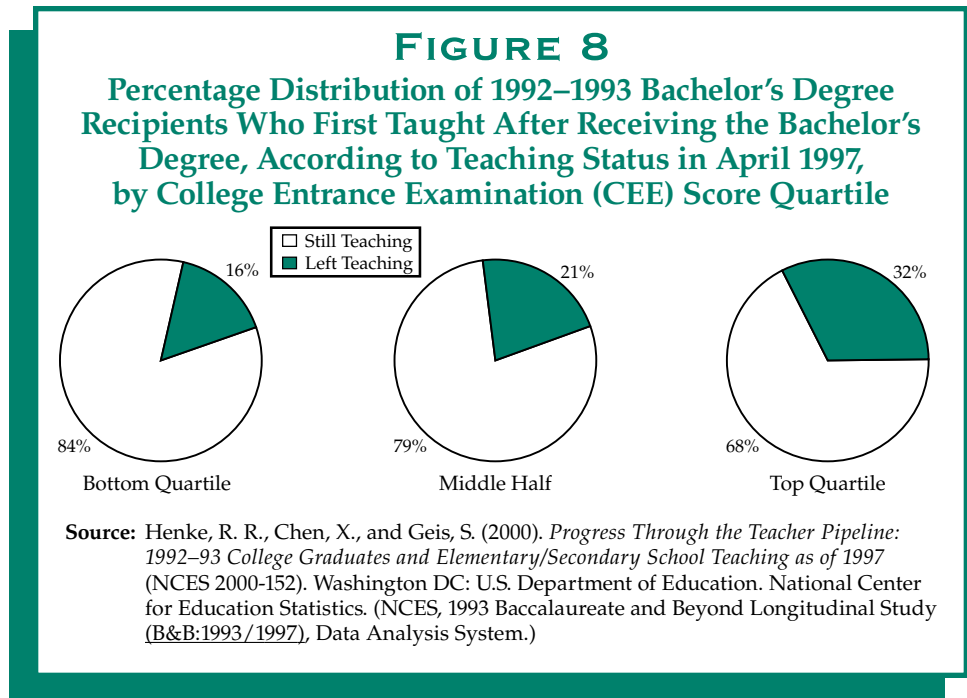 FIGURE 8
Percentage Distribution of 1992–1993 Bachelor's Degree
Recipients Who First Taught After Receiving the Bachelor's
Degree, According to Teaching Status in April 1997,
by College Entrance Examination (CEE) Score Quartile
Still Teaching
Left Teaching
16%
84%
Bottom Quartile
21%
79%
Middle Half
32%
68%
Top Quartile
Source: Henke, R. R., Chen, X., and Geis, S. (2000). Progress Through the Teacher Pipeline:
1992–93 College Graduates and Elementary/Secondary School Teaching as of 1997
(NCES 2000-152). Washington DC: U.S. Department of Education. National Center
for Education Statistics. (NCES, 1993 Baccalaureate and Beyond Longitudinal Study
(B&B:1993/1997), Data Analysis System.)